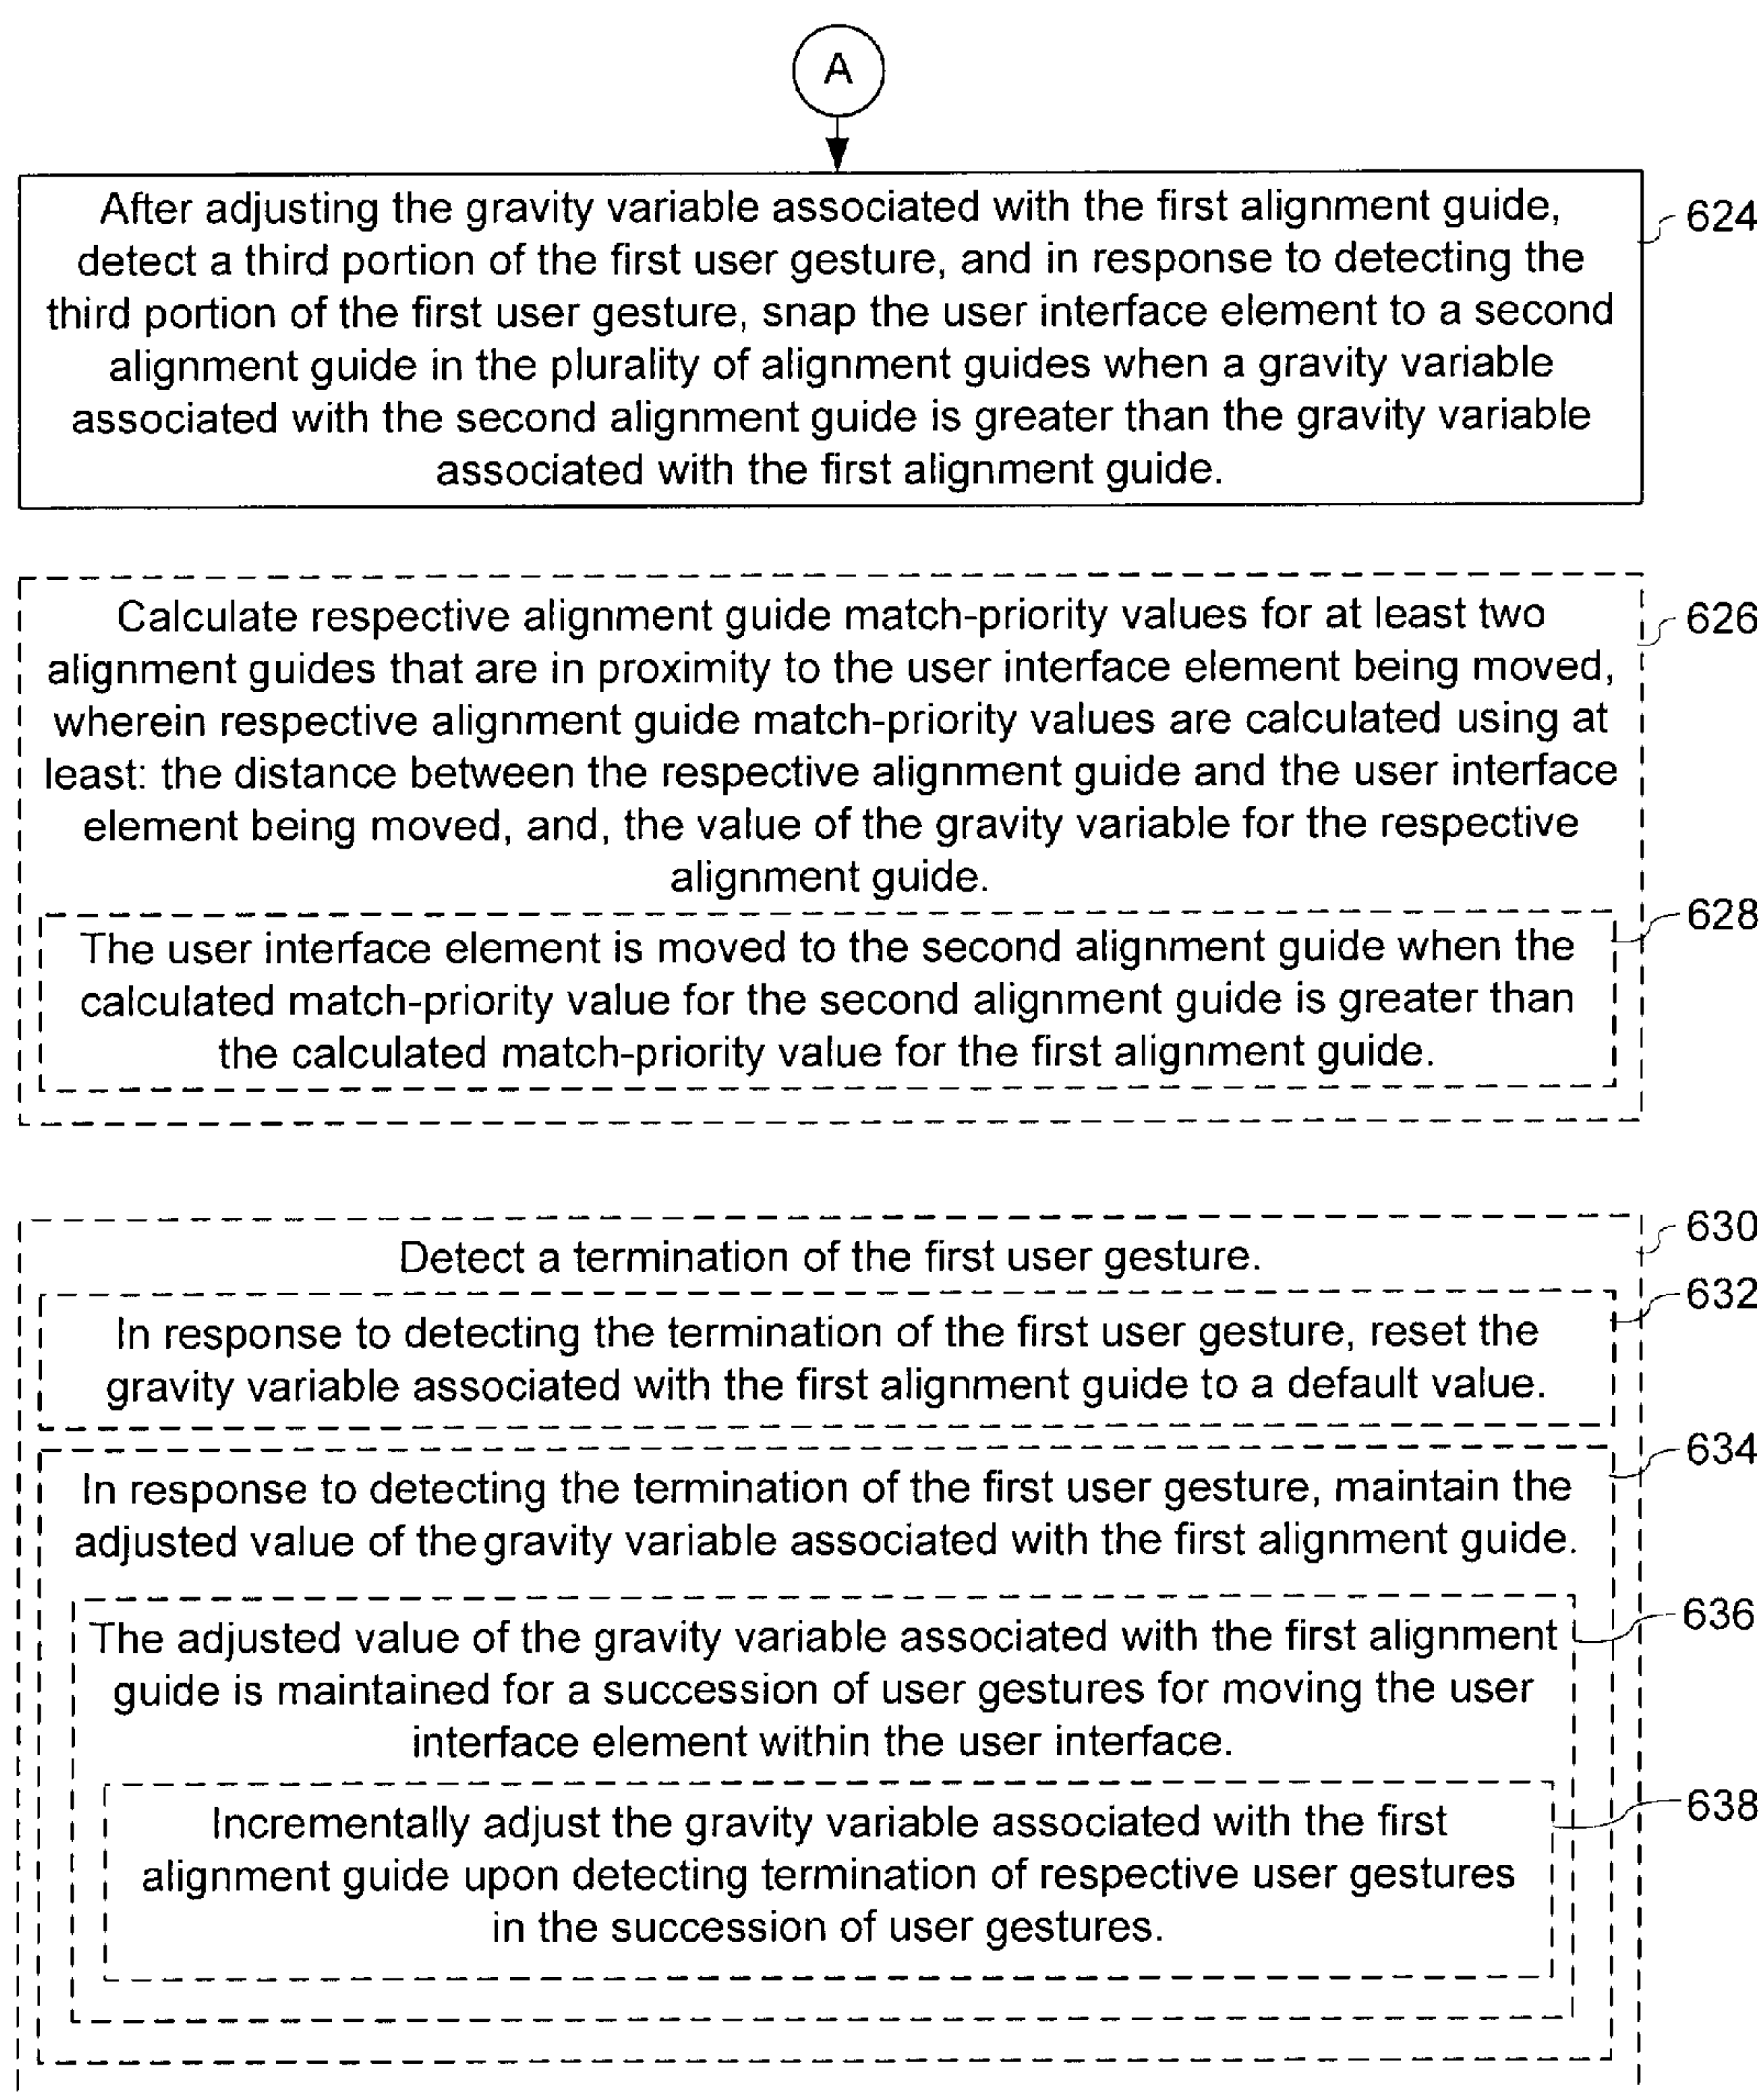 A
After adjusting the gravity variable associated with the first alignment guide,
detect a third portion of the first user gesture, and in response to detecting the
third portion of the first user gesture, snap the user interface element to a second
alignment guide in the plurality of alignment guides when a gravity variable
associated with the second alignment guide is greater than the gravity variable
associated with the first alignment guide.
624
Calculate respective alignment guide match-priority values for at least two
alignment guides that are in proximity to the user interface element being moved,
wherein respective alignment guide match-priority values are calculated using at
least: the distance between the respective alignment guide and the user interface
element being moved, and, the value of the gravity variable for the respective
alignment guide.
626
The user interface element is moved to the second alignment guide when the
calculated match-priority value for the second alignment guide is greater than
the calculated match-priority value for the first alignment guide.
628
Detect a termination of the first user gesture.
630
In response to detecting the termination of the first user gesture, reset the
gravity variable associated with the first alignment guide to a default value.
632
In response to detecting the termination of the first user gesture, maintain the
adjusted value of the gravity variable associated with the first alignment guide.
634
The adjusted value of the gravity variable associated with the first alignment
guide is maintained for a succession of user gestures for moving the user
interface element within the user interface.
636
Incrementally adjust the gravity variable associated with the first
alignment guide upon detecting termination of respective user gestures
in the succession of user gestures.
638